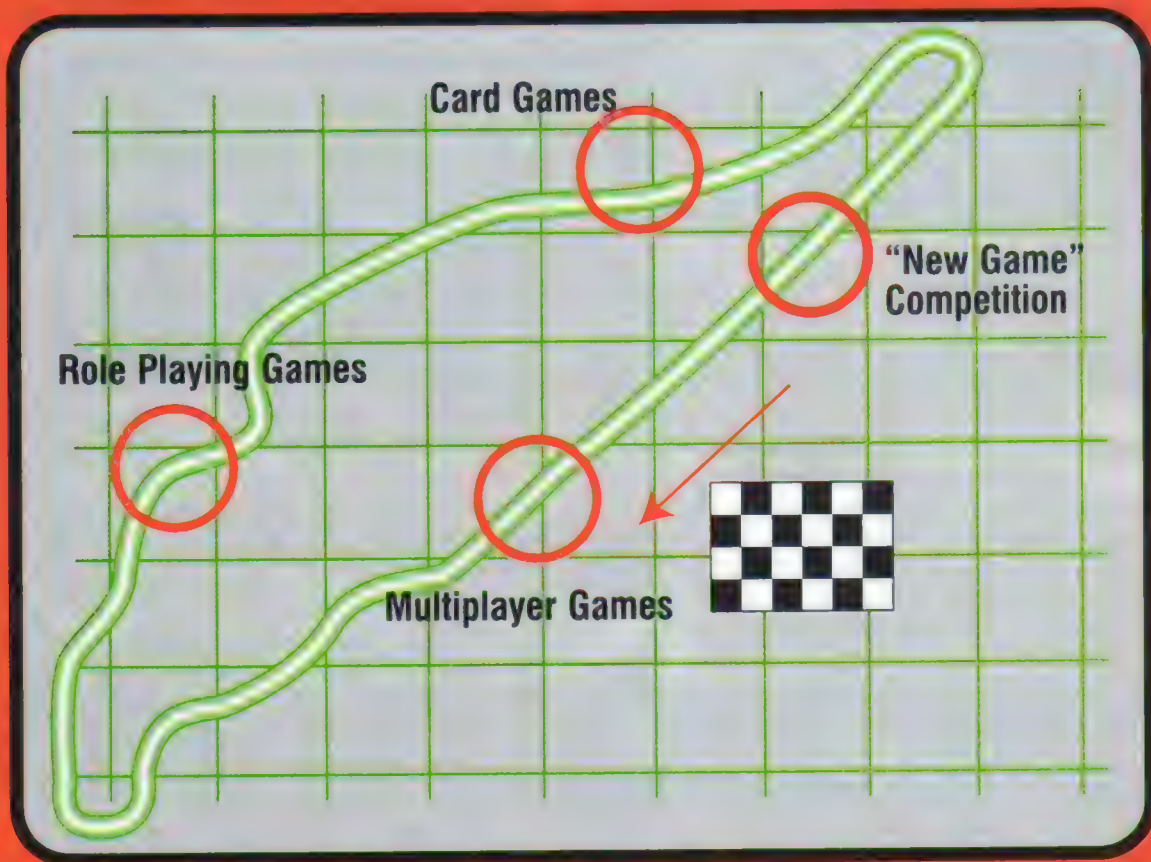 Card Games
“New Game”
Competition
Role Playing Games
Multiplayer Games